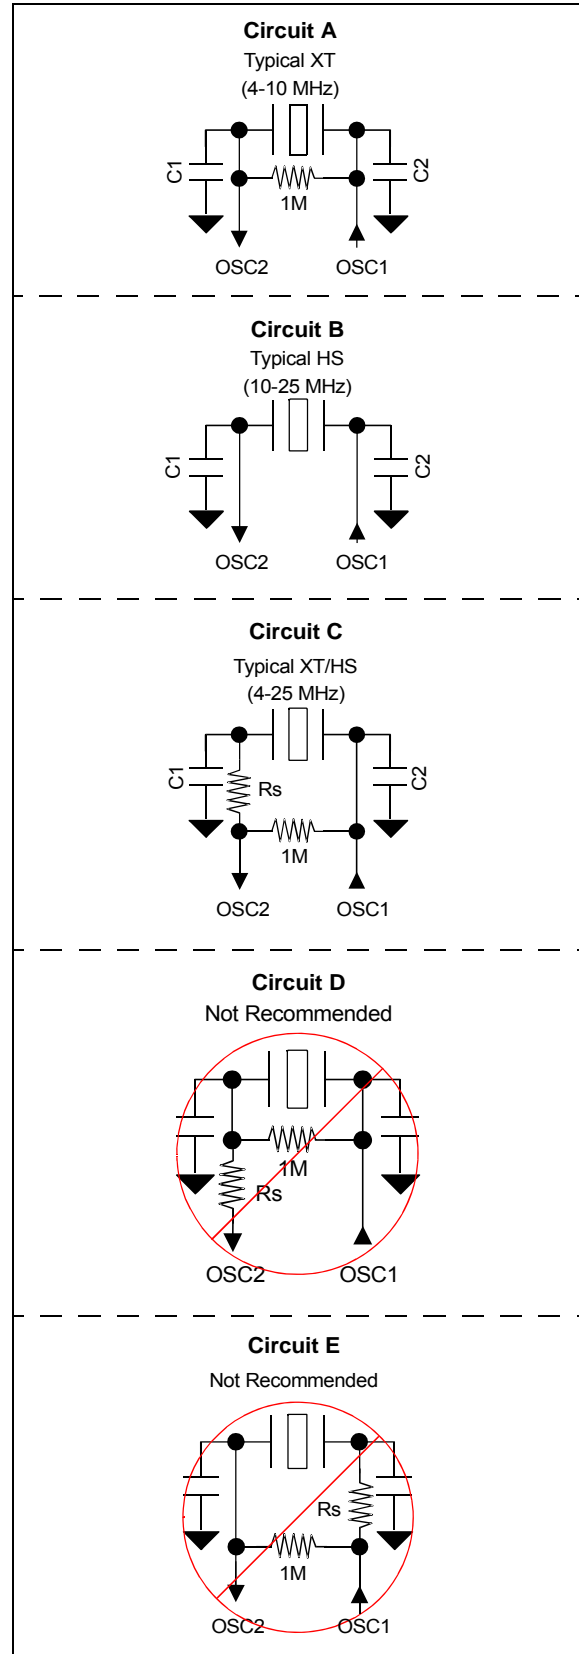 Circuit A
Typical XT
(4-10 MHz)
C1
C2
1M
OSC2
OSC1
Circuit B
Typical HS
(10-25 MHz)
C1
C2
OSC2
OSC1
Circuit C
Typical XT/HS
(4-25 MHz)
C1
Rs
C2
1M
OSC2
OSC1
Circuit D
Not Recommended
1M
Rs
OSC2
OSC1
Circuit E
Not Recommended
Rs
1M
OSC2
OSC1